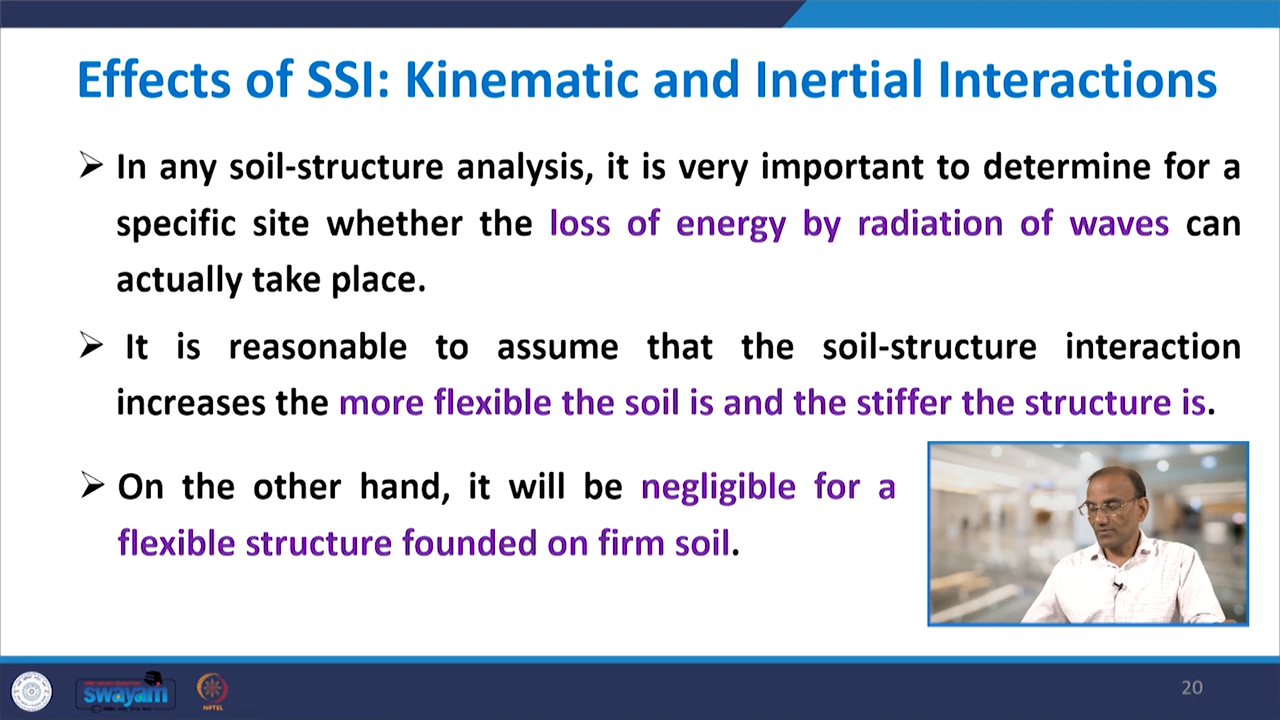 Effects of SSI: Kinematic and Inertial Interactions
➢ In any soil-structure analysis, it is very important to determine for a
specific site whether the loss of energy by radiation of waves can
actually take place.
➢ It is reasonable to assume that the soil-structure interaction
increases the more flexible the soil is and the stiffer the structure is.
➢ On the other hand, it will be negligible for a
flexible structure founded on firm soil.
swayam
NPTEL
20